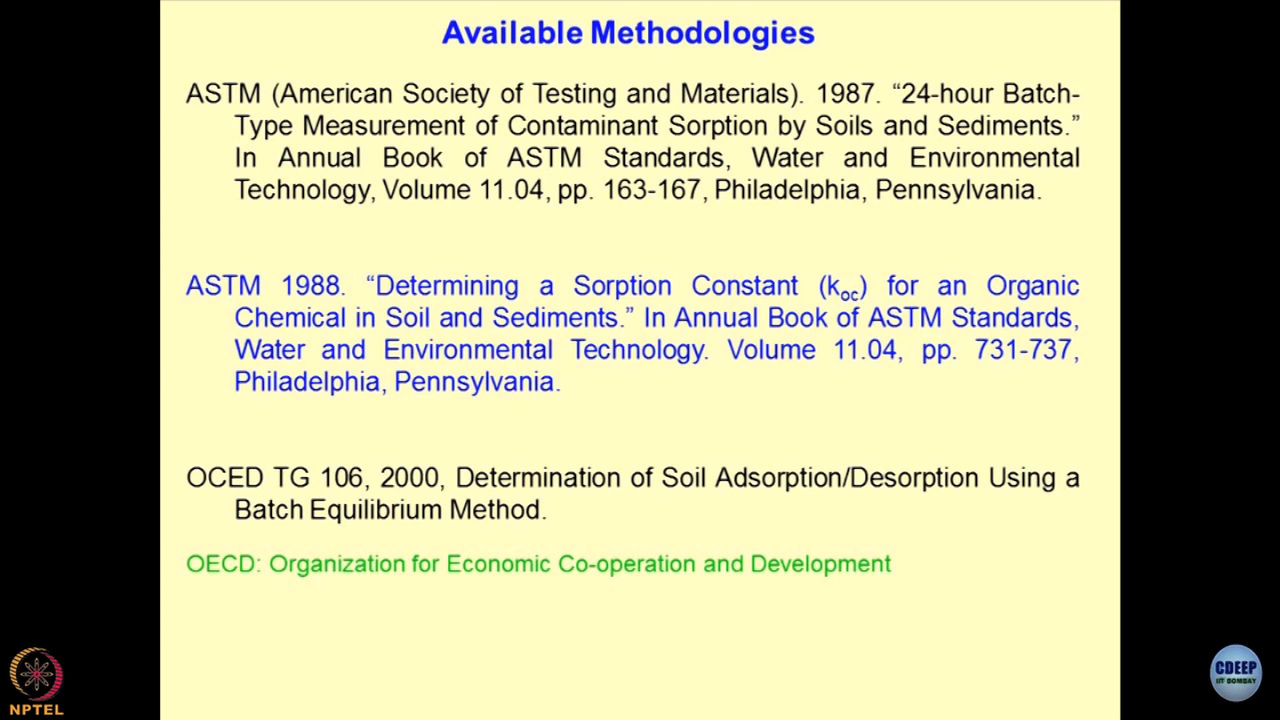 Available Methodologies
ASTM (American Society of Testing and Materials). 1987. “24-hour Batch-
Type Measurement of Contaminant Sorption by Soils and Sediments.”
In Annual Book of ASTM Standards, Water and Environmental
Technology, Volume 11.04, pp. 163-167, Philadelphia, Pennsylvania.
ASTM 1988. “Determining a Sorption Constant (koc) for an Organic
Chemical in Soil and Sediments.” In Annual Book of ASTM Standards,
Water and Environmental Technology. Volume 11.04, pp. 731-737,
Philadelphia, Pennsylvania.
OCED TG 106, 2000, Determination of Soil Adsorption/Desorption Using a
Batch Equilibrium Method.
OECD: Organization for Economic Co-operation and Development
NPTEL
CDEEP
IIT BOMBAY